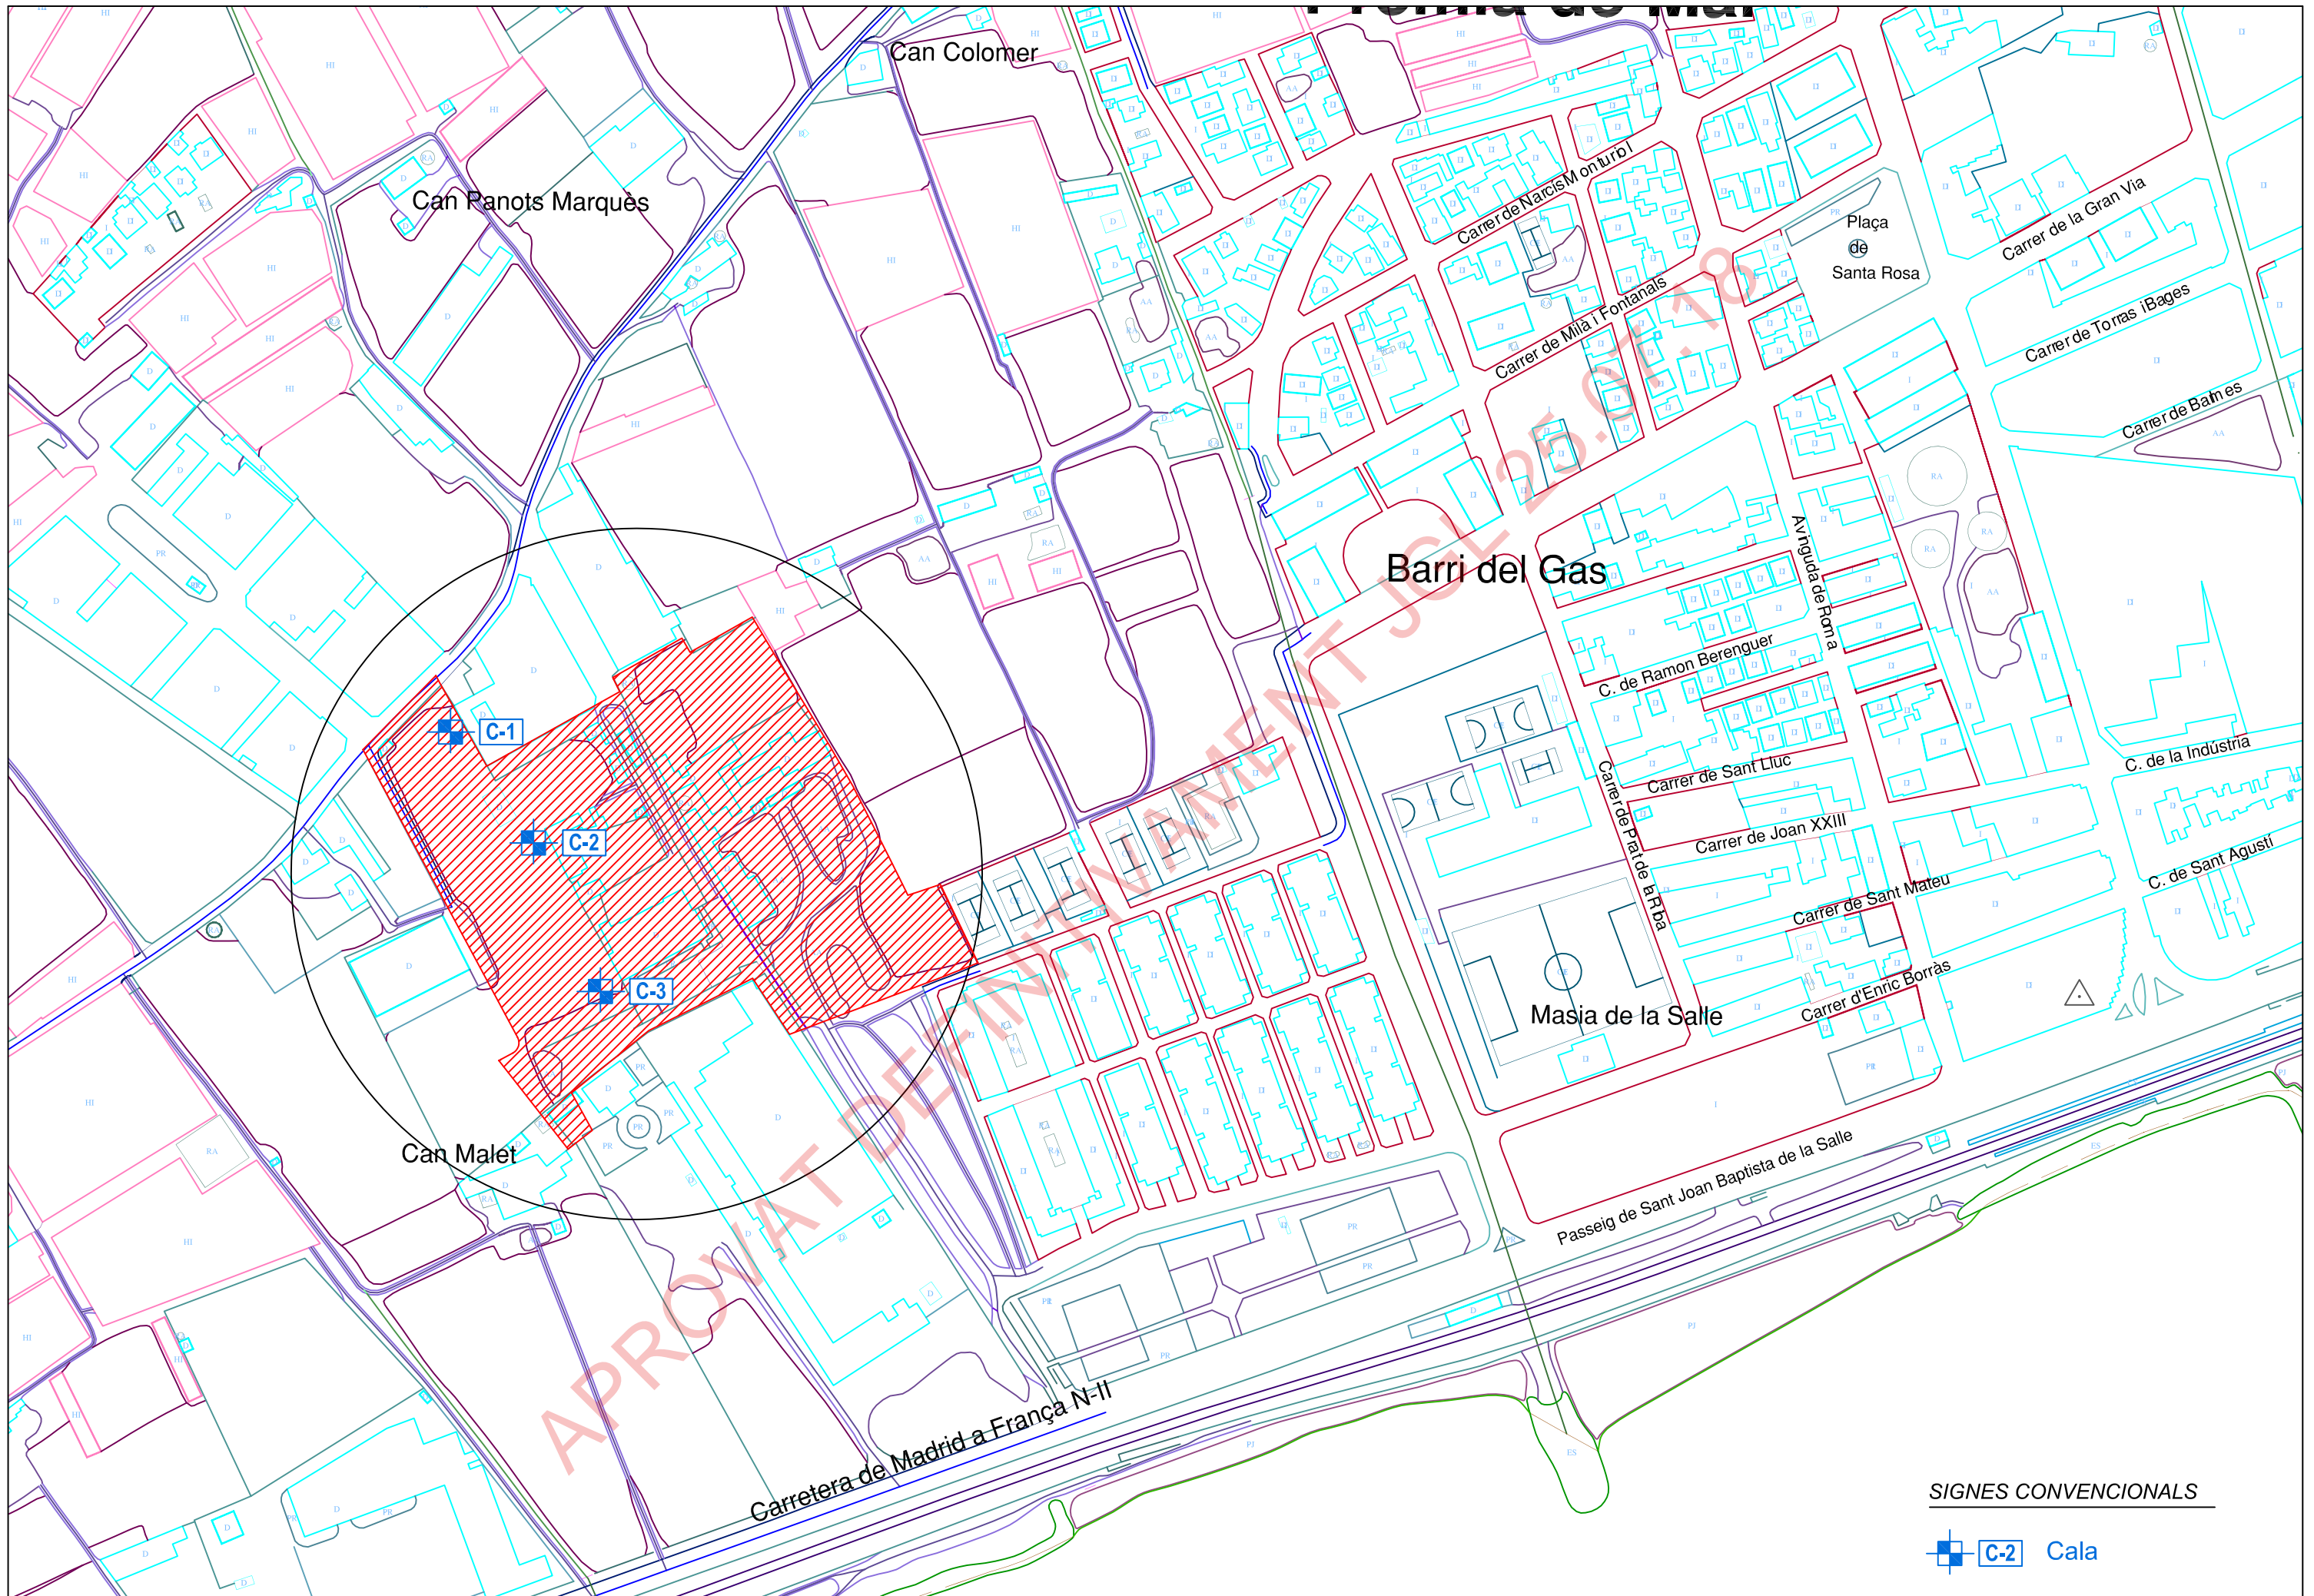 Can Colomer
Can Panots Marquès
Carrer de Narcís Monturiol
Plaça
de
Santa Rosa
Carrer de la Gran Via
Carrer de Milà i Fontanals
Carrer de Torras i Bages
Carrer de Balmes
Barri del Gas
Avinguda de Roma
C. de Ramon Berenguer
C-1
Carrer de Sant Lluc
C. de la Indústria
Carrer de Prat de la Riba
C-2
Carrer de Joan XXIII
Carrer de Sant Mateu
C. de Sant Agustí
C-3
Carrer d'Enric Borràs
Masia de la Salle
Can Malet
Passeig de Sant Joan Baptista de la Salle
Carretera de Madrid a França N-II
APROVAT DEFINITIVAMENT JGL 25.07.18
SIGNES CONVENCIONALS
C-2 Cala